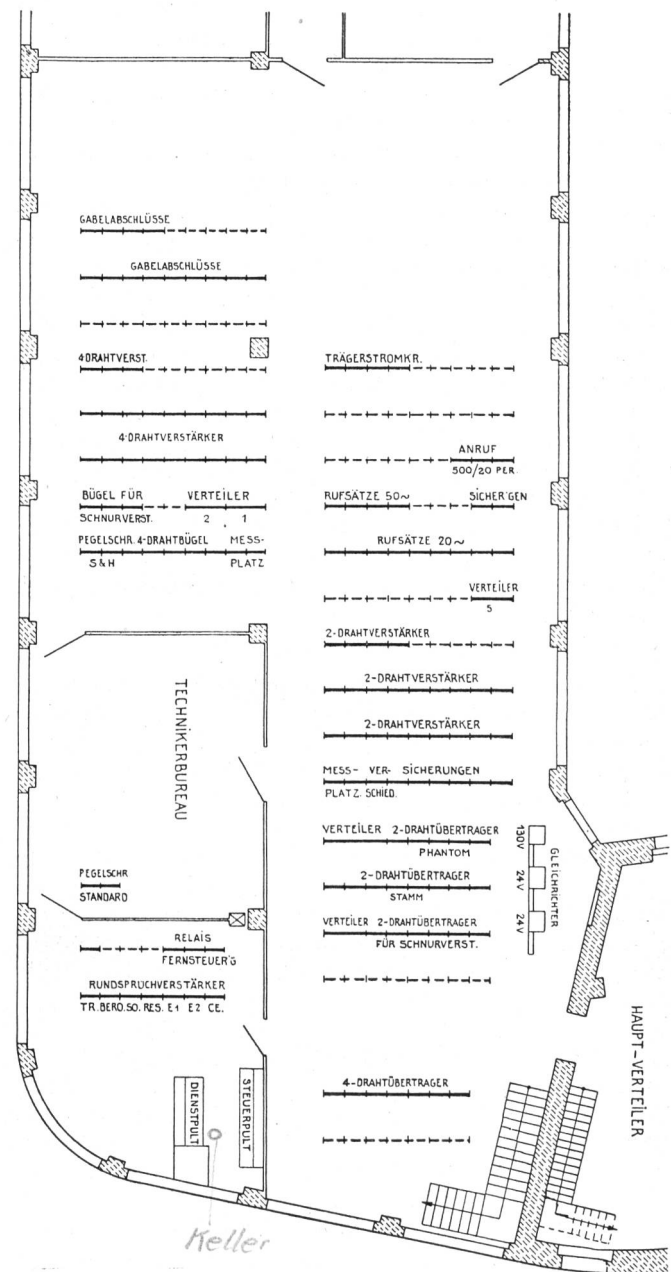 GABELABSCHLÜSSE
GABELABSCHLÜSSE
4-DRAHTVERST.
4-DRAHTVERSTÄRKER
BÜGEL FÜR VERTEILER
SCHNURVERST. 2 1
PEGELSCHR. 4-DRAHTBÜGEL MESS-
S&H PLATZ
TRÄGERSTROMKR.
ANRUF
500/20 PER.
RUFSÄTZE 50~ SICHER'GEN
RUFSÄTZE 20~
VERTEILER
5
2-DRAHTVERSTÄRKER
2-DRAHTVERSTÄRKER
2-DRAHTVERSTÄRKER
MESS- VER- SICHERUNGEN
PLATZ. SCHIED.
VERTEILER 2-DRAHTÜBERTRAGER
PHANTOM
2-DRAHTÜBERTRAGER
STAMM
VERTEILER 2-DRAHTÜBERTRAGER
FÜR SCHNURVERST.
4-DRAHTÜBERTRAGER
130V
24V
24V
GLEICHRICHTER
HAUPT-VERTEILER
TECHNIKERBUREAU
PEGELSCHR
STANDARD
RELAIS
FERNSTEUER'G
RUNDSPRUCHVERSTÄRKER
TR. BERO. SO. RES. E1 E2 CE.
DIENSTPULT
STEUERPULT
Keller